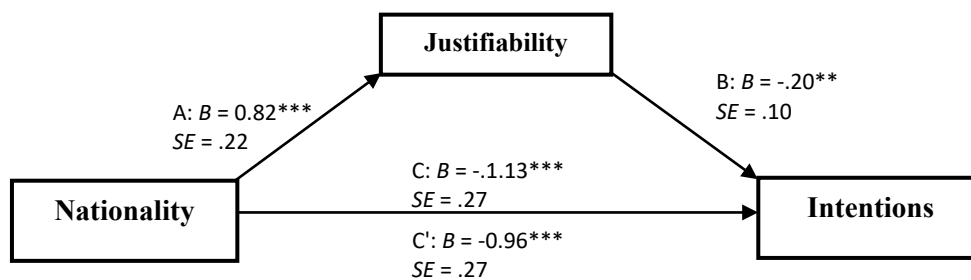 Justifiability
A: B = 0.82***
SE = .22
B: B = -.20**
SE = .10
Nationality
C: B = -.1.13***
SE = .27
Intentions
C': B = -0.96***
SE = .27